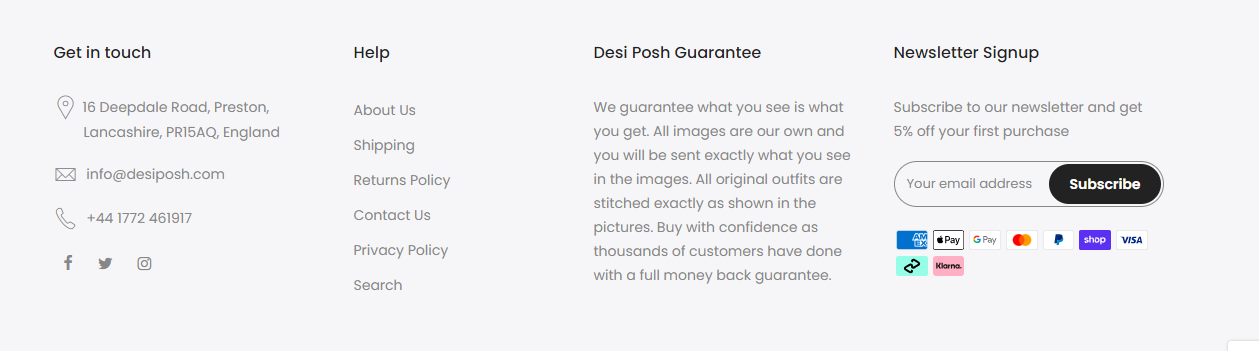 Get in touch
16 Deepdale Road, Preston,
Lancashire, PR15AQ, England
info@desiposh.com
+44 1772 461917
Help
About Us
Shipping
Returns Policy
Contact Us
Privacy Policy
Search
Desi Posh Guarantee
We guarantee what you see is what
you get. All images are our own and
you will be sent exactly what you see
in the images. All original outfits are
stitched exactly as shown in the
pictures. Buy with confidence as
thousands of customers have done
with a full money back guarantee.
Newsletter Signup
Subscribe to our newsletter and get
5% off your first purchase
Your email address Subscribe
AMEX Pay G Pay shop VISA
Klarna.